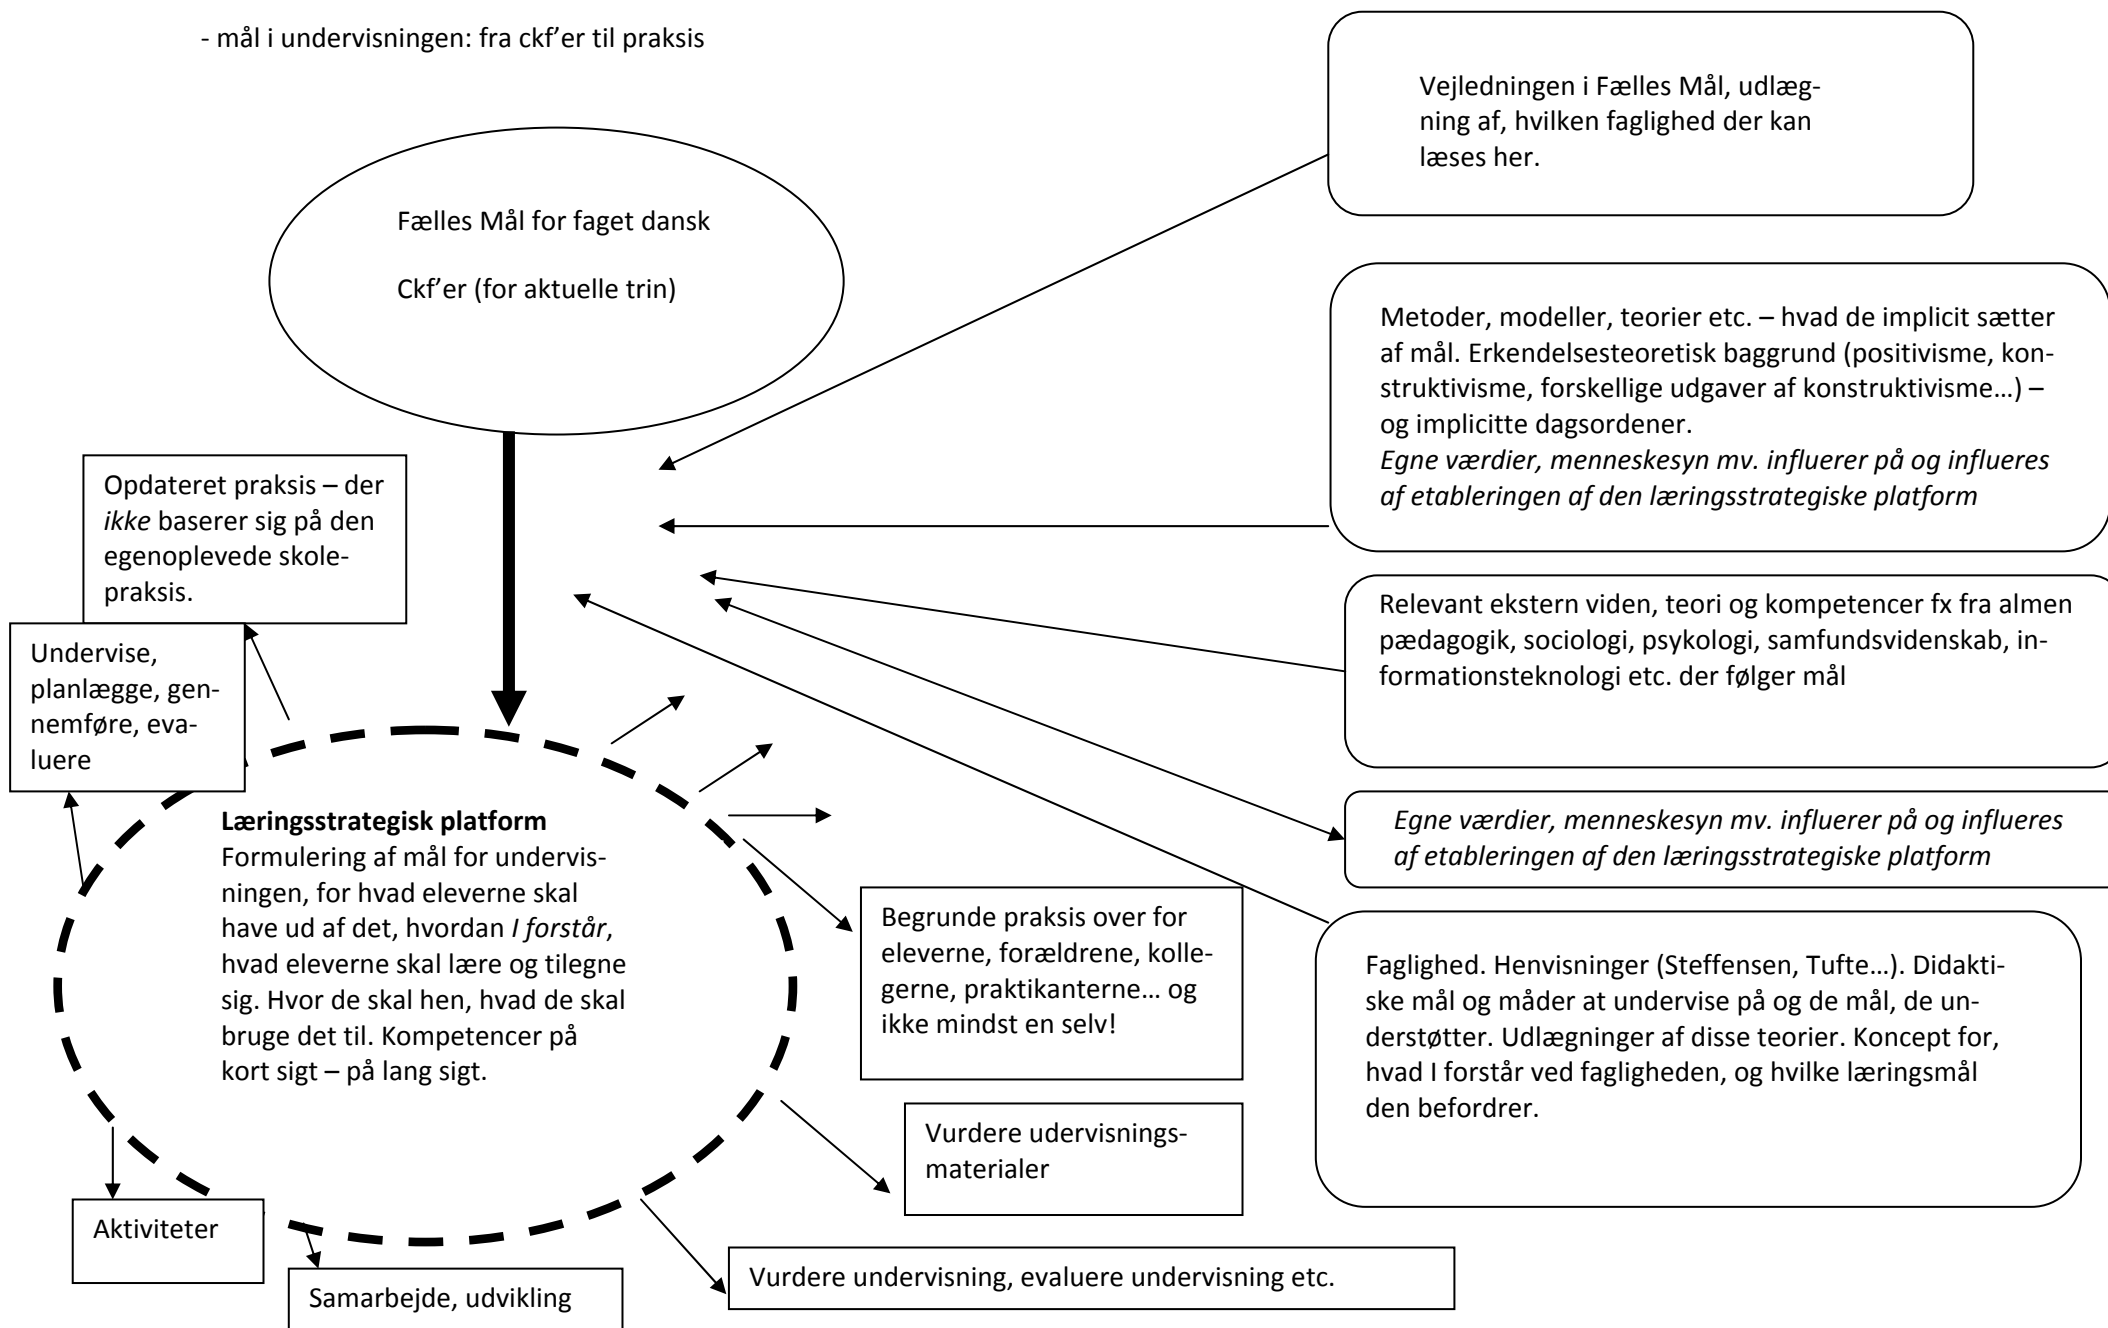 - mål i undervisningen: fra ckf’er til praksis
Vejledningen i Fælles Mål, udlæg-
ning af, hvilken faglighed der kan
læses her.
Fælles Mål for faget dansk
Ckf’er (for aktuelle trin)
Metoder, modeller, teorier etc. – hvad de implicit sætter
af mål. Erkendelsesteoretisk baggrund (positivisme, kon-
struktivisme, forskellige udgaver af konstruktivisme…) –
og implicitte dagsordener.
Egne værdier, menneskesyn mv. influerer på og influeres
af etableringen af den læringsstrategiske platform
Opdateret praksis – der
ikke baserer sig på den
egenoplevede skole-
praksis.
Relevant ekstern viden, teori og kompetencer fx fra almen
pædagogik, sociologi, psykologi, samfundsvidenskab, in-
formationsteknologi etc. der følger mål
Undervise,
planlægge, gen-
nemføre, eva-
luere
Egne værdier, menneskesyn mv. influerer på og influeres
af etableringen af den læringsstrategiske platform
Læringsstrategisk platform
Formulering af mål for undervis-
ningen, for hvad eleverne skal
have ud af det, hvordan I forstår,
hvad eleverne skal lære og tilegne
sig. Hvor de skal hen, hvad de skal
bruge det til. Kompetencer på
kort sigt – på lang sigt.
Begrunde praksis over for
eleverne, forældrene, kolle-
gerne, praktikanterne… og
ikke mindst en selv!
Faglighed. Henvisninger (Steffensen, Tufte…). Didakti-
ske mål og måder at undervise på og de mål, de un-
derstøtter. Udlægninger af disse teorier. Koncept for,
hvad I forstår ved fagligheden, og hvilke læringsmål
den befordrer.
Vurdere udervisnings-
materialer
Aktiviteter
Samarbejde, udvikling
Vurdere undervisning, evaluere undervisning etc.